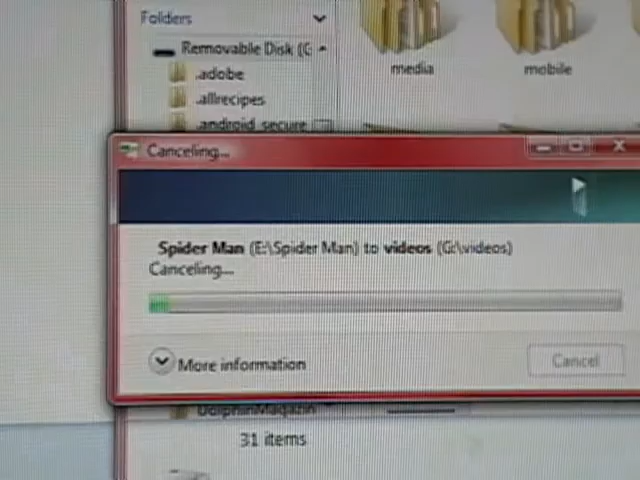 Folders
Removable Disk (G:
.adobe
.allrecipes
.android_secure
media
mobile
Canceling...
Spider Man (E:\Spider Man) to videos (G:\videos)
Canceling...
More information
Cancel
DolphinMagazin
31 items